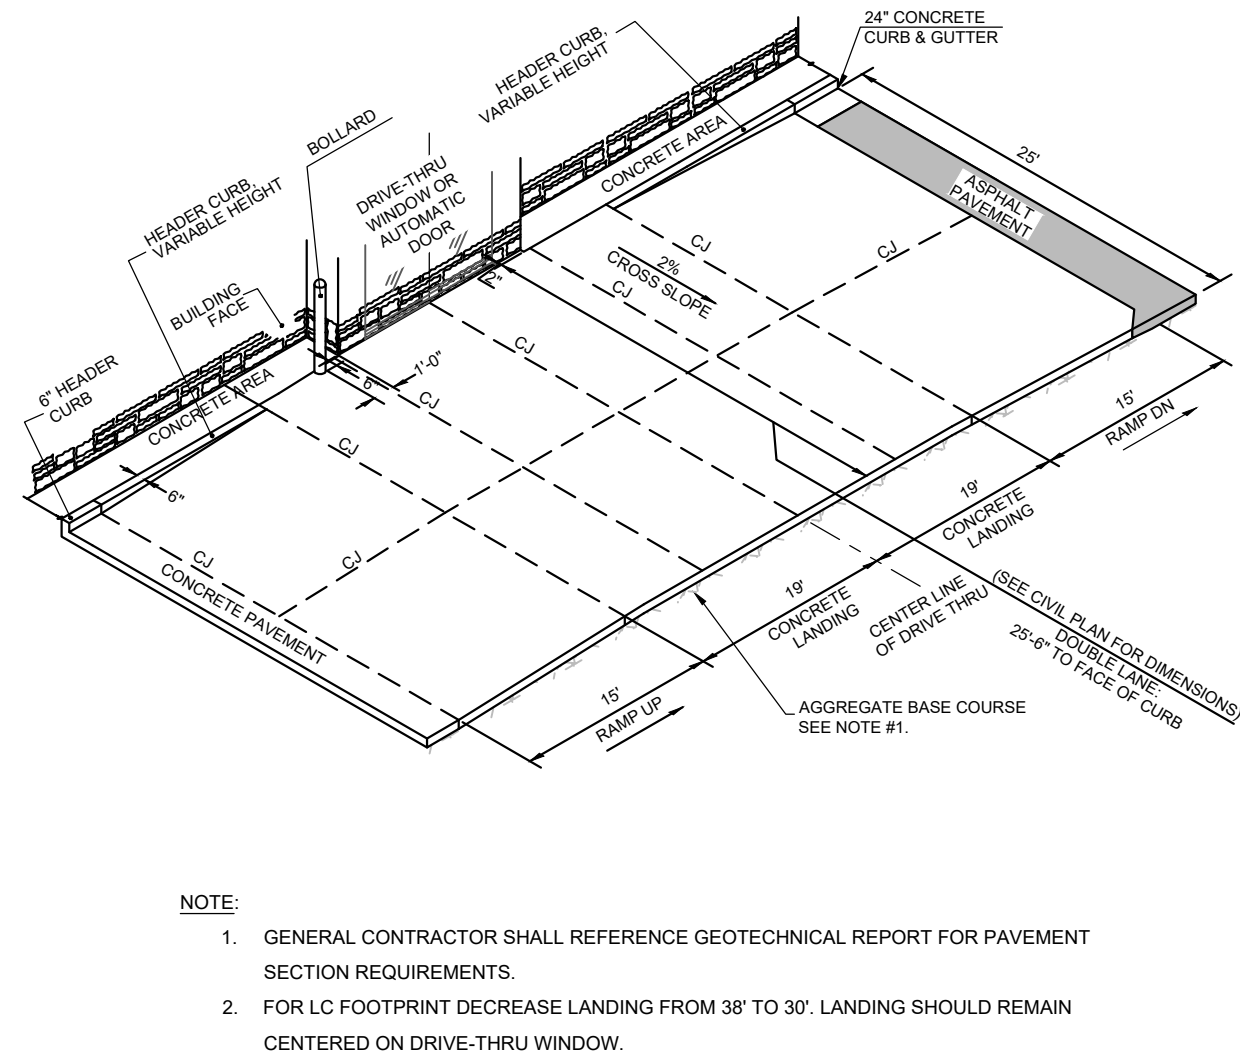 24" CONCRETE
CURB & GUTTER
HEADER CURB,
VARIABLE HEIGHT
BOLLARD
25'
CONCRETE AREA
ASPHALT
PAVEMENT
DRIVE-THRU
WINDOW OR
AUTOMATIC
DOOR
HEADER CURB,
VARIABLE HEIGHT
CJ
CJ
2%
CROSS SLOPE
CJ
2"
BUILDING
FACE
CJ
1'-0"
6"
CJ
6" HEADER
CURB
CONCRETE AREA
15'
RAMP DN
CJ
6"
19'
CONCRETE
LANDING
CJ
CJ
CONCRETE PAVEMENT
19'
CONCRETE
LANDING
CENTER LINE
OF DRIVE THRU
(SEE CIVIL PLAN FOR DIMENSIONS)
DOUBLE LANE:
25'-6" TO FACE OF CURB
15'
RAMP UP
AGGREGATE BASE COURSE
SEE NOTE #1.
NOTE:
1. GENERAL CONTRACTOR SHALL REFERENCE GEOTECHNICAL REPORT FOR PAVEMENT
SECTION REQUIREMENTS.
2. FOR LC FOOTPRINT DECREASE LANDING FROM 38' TO 30'. LANDING SHOULD REMAIN
CENTERED ON DRIVE-THRU WINDOW.